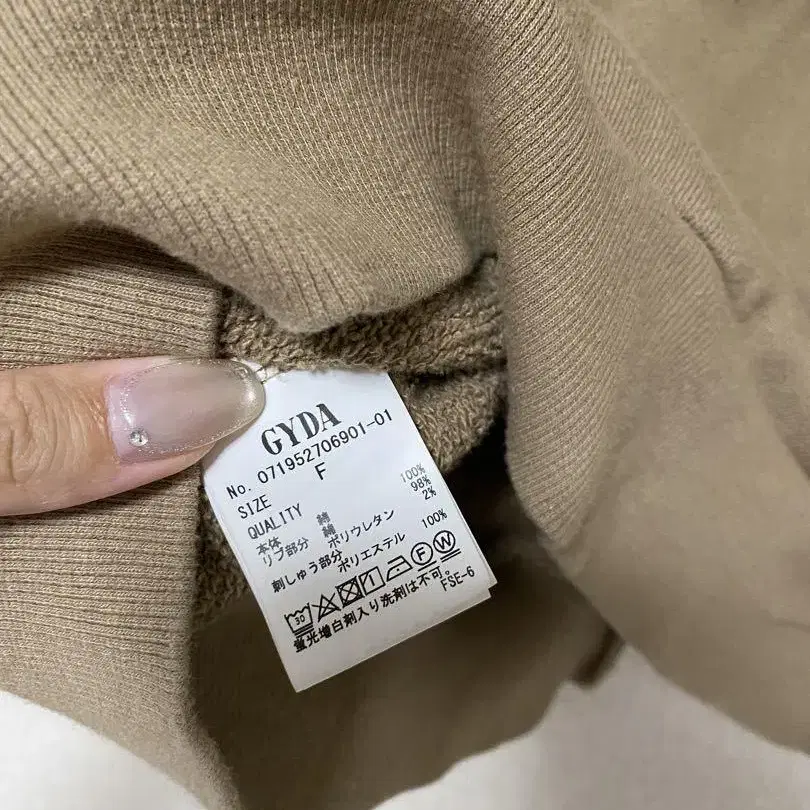 GYDA
No. 071952706901-01
SIZE F
QUALITY
本体 綿 100%
リブ部分 綿 98%
ポリウレタン 2%
刺しゅう部分 ポリエステル 100%
30 F W
蛍光増白剤入り洗剤は不可。
FSE-6